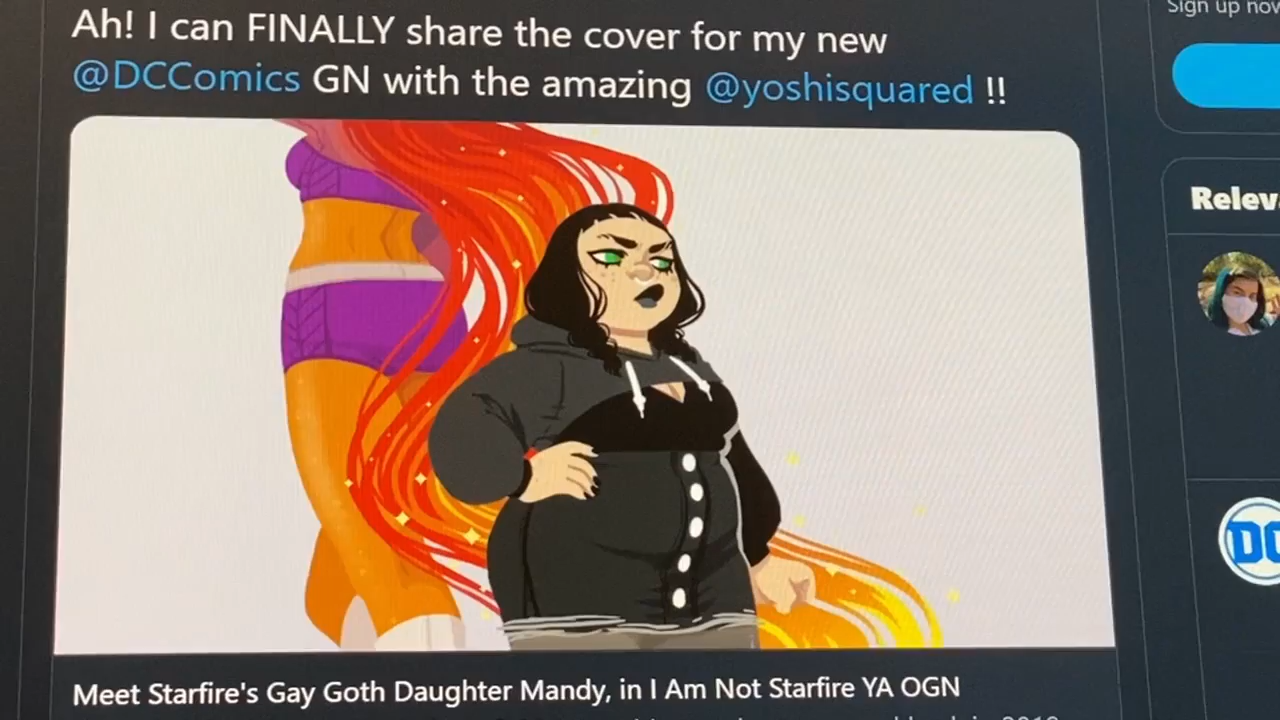 Sign up now
Ah! I can FINALLY share the cover for my new
@DCComics GN with the amazing @yoshisquared !!
Relev
DC
Meet Starfire's Gay Goth Daughter Mandy, in I Am Not Starfire YA OGN